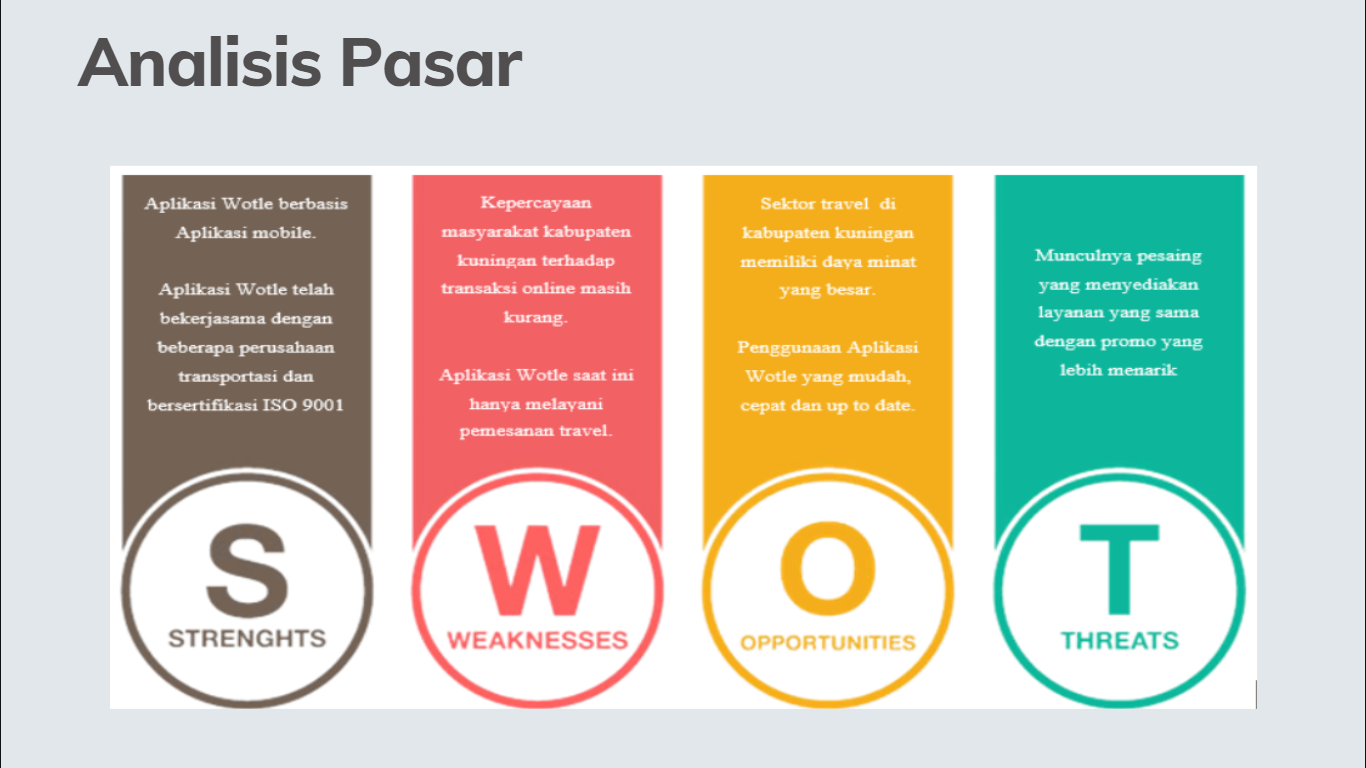 Analisis Pasar
Aplikasi Wotle berbasis
Aplikasi mobile.
Aplikasi Wotle telah
bekerjasama dengan
beberapa perusahaan
transportasi dan
bersertifikasi ISO 9001
S
STRENGHTS
Kepercayaan
masyarakat kabupaten
kuningan terhadap
transaksi online masih
kurang.
Aplikasi Wotle saat ini
hanya melayani
pemesanan travel.
W
WEAKNESSES
Sektor travel di
kabupaten kuningan
memiliki daya minat
yang besar.
Penggunaan Aplikasi
Wotle yang mudah,
cepat dan up to date.
O
OPPORTUNITIES
Munculnya pesaing
yang menyediakan
layanan yang sama
dengan promo yang
lebih menarik
T
THREATS